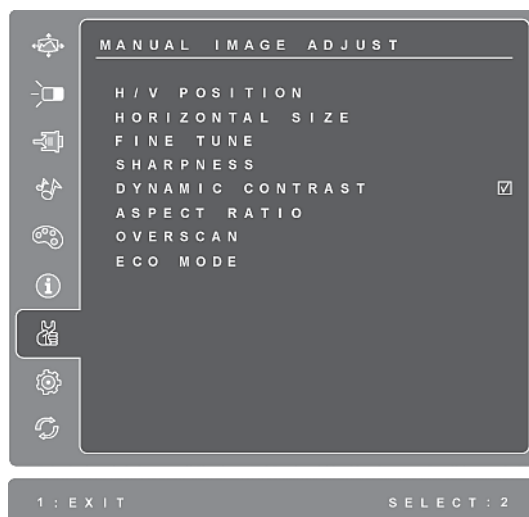 MANUAL IMAGE ADJUST
H/V POSITION
HORIZONTAL SIZE
FINE TUNE
SHARPNESS
DYNAMIC CONTRAST
ASPECT RATIO
OVERSCAN
ECO MODE
1:EXIT SELECT:2